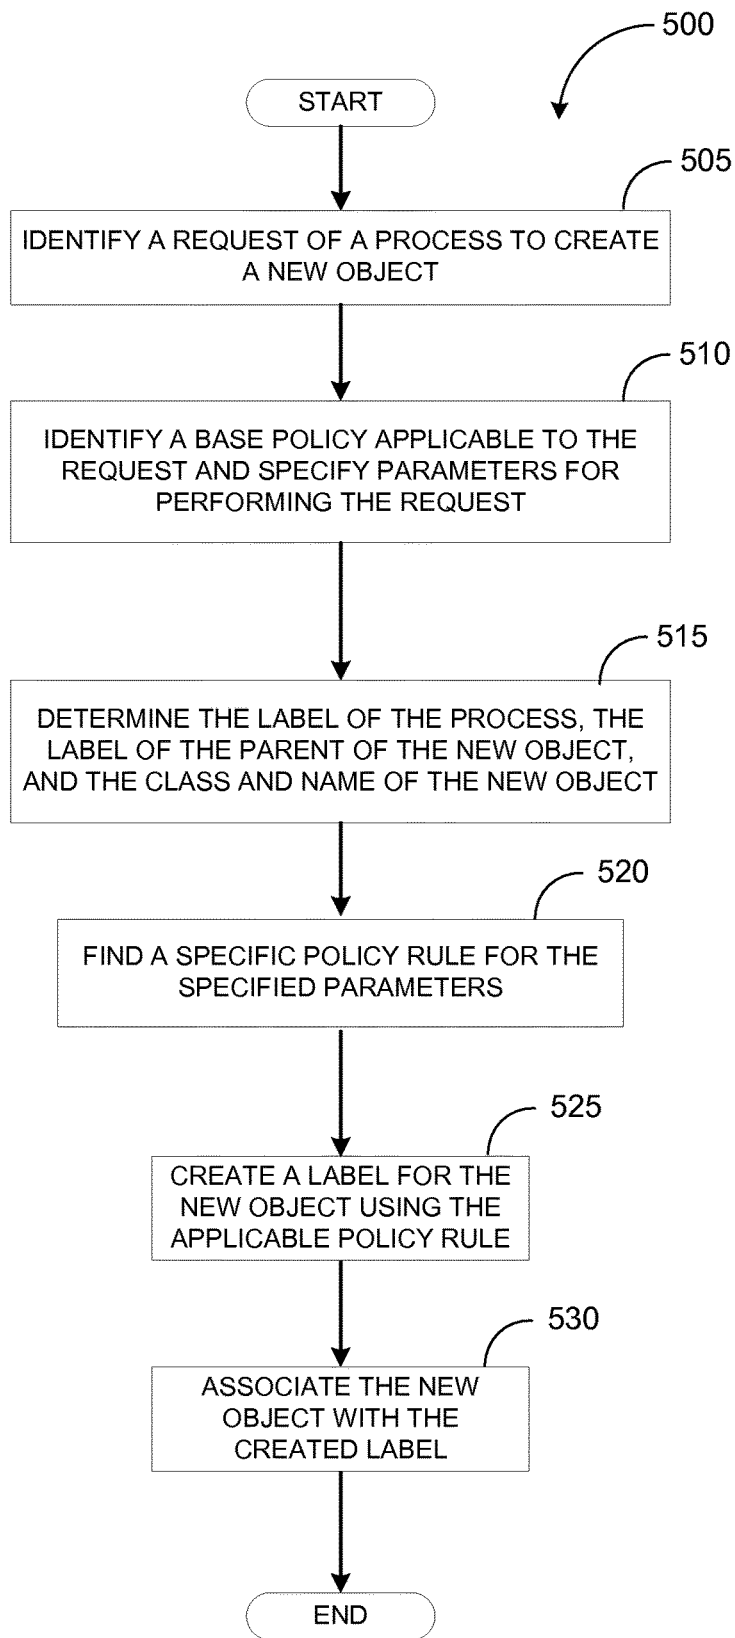 500
START
505
IDENTIFY A REQUEST OF A PROCESS TO CREATE
A NEW OBJECT
510
IDENTIFY A BASE POLICY APPLICABLE TO THE
REQUEST AND SPECIFY PARAMETERS FOR
PERFORMING THE REQUEST
515
DETERMINE THE LABEL OF THE PROCESS, THE
LABEL OF THE PARENT OF THE NEW OBJECT,
AND THE CLASS AND NAME OF THE NEW OBJECT
520
FIND A SPECIFIC POLICY RULE FOR THE
SPECIFIED PARAMETERS
525
CREATE A LABEL FOR THE
NEW OBJECT USING THE
APPLICABLE POLICY RULE
530
ASSOCIATE THE NEW
OBJECT WITH THE
CREATED LABEL
END